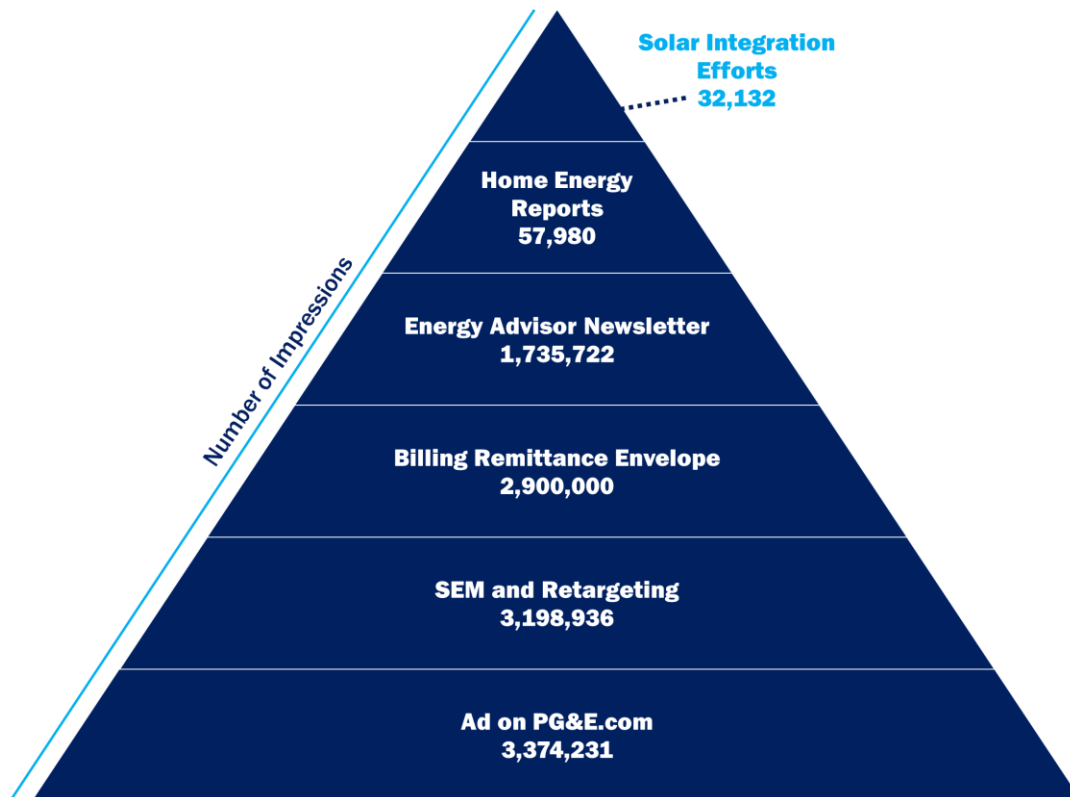 Solar Integration
Efforts
32,132
Home Energy
Reports
57,980
Number of Impressions
Energy Advisor Newsletter
1,735,722
Billing Remittance Envelope
2,900,000
SEM and Retargeting
3,198,936
Ad on PG&E.com
3,374,231